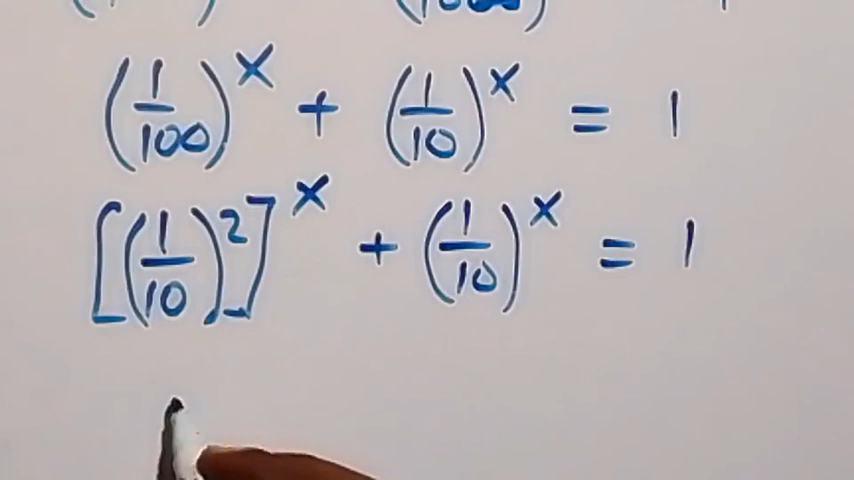 (1/100)^x + (1/10)^x = 1
[(1/10)^2]^x + (1/10)^x = 1